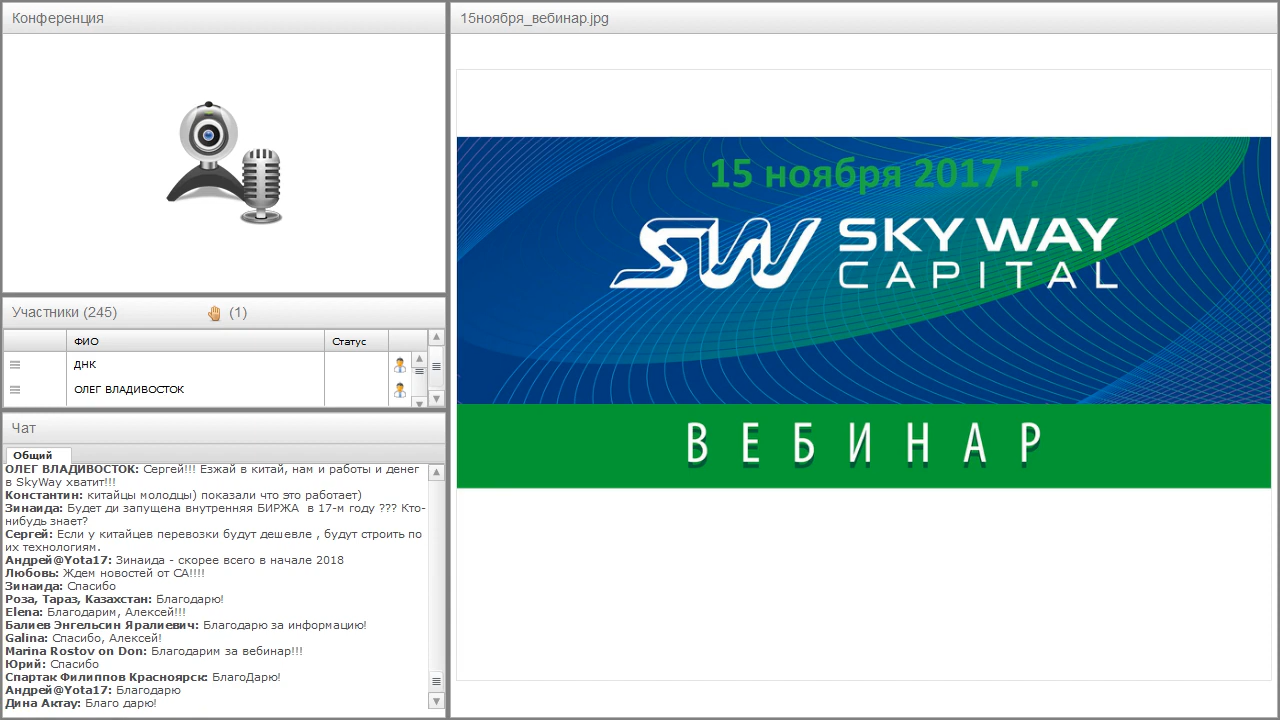 Конференция
15ноября_вебинар.jpg
15 ноября 2017 г.
SW SKY WAY
CAPITAL
ВЕБИНАР
Участники (245) (1)
ФИО Статус
ДНК
ОЛЕГ ВЛАДИВОСТОК
Чат
Общий
ОЛЕГ ВЛАДИВОСТОК: Сергей!!! Езжай в китай, нам и работы и денег
в SkyWay хватит!!!
Константин: китайцы молодцы) показали что это работает)
Зинаида: Будет ди запущена внутренняя БИРЖА в 17-м году ??? Кто-
нибудь знает?
Сергей: Если у китайцев перевозки будут дешевле , будут строить по
их технологиям.
Андрей@Yota17: Зинаида - скорее всего в начале 2018
Любовь: Ждем новостей от СА!!!!
Зинаида: Спасибо
Роза, Тараз, Казахстан: Благодарю!
Elena: Благодарим, Алексей!!!
Балиев Энгельсин Яралиевич: Благодарю за информацию!
Galina: Спасибо, Алексей!
Marina Rostov on Don: Благодарим за вебинар!!!
Юрий: Спасибо
Спартак Филиппов Красноярск: БлагоДарю!
Андрей@Yota17: Благодарю
Дина Актау: Благо дарю!